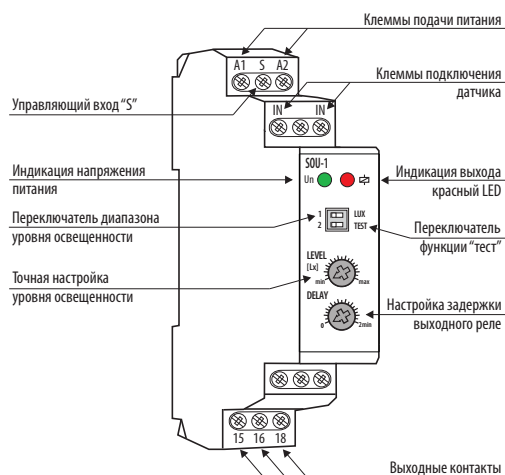 Клеммы подачи питания
A1 S A2
Клеммы подключения
датчика
IN IN
Управляющий вход "S"
SOU-1
Un
Индикация напряжения
питания
Индикация выхода
красный LED
1 LUX
2 TEST
Переключатель диапазона
уровня освещенности
Переключатель
функции "тест"
LEVEL
[Lx]
min max
Точная настройка
уровня освещенности
DELAY
0 2min
Настройка задержки
выходного реле
15 16 18
Выходные контакты